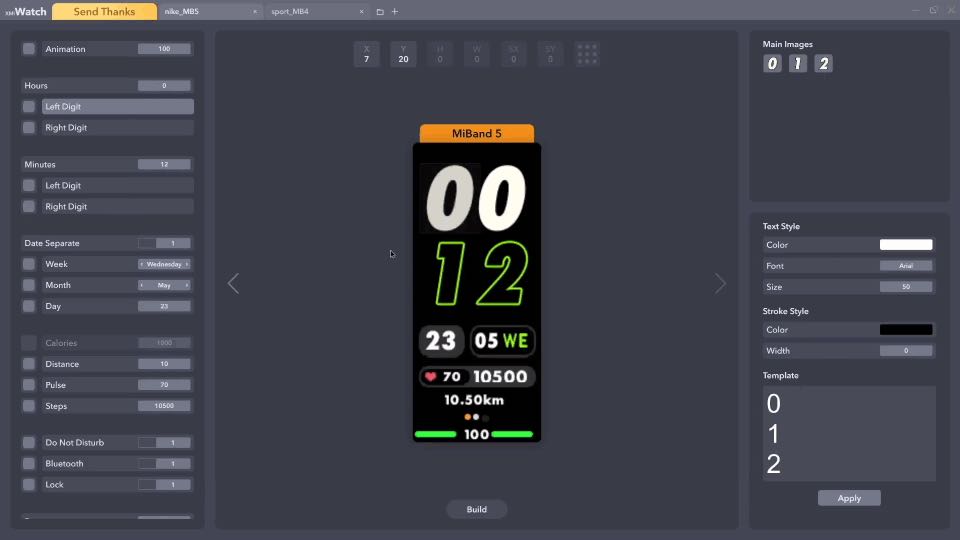 XMiWatch
Send Thanks
nike_MB5
sport_MB4
Animation 100
Hours 0
Left Digit
Right Digit
Minutes 12
Left Digit
Right Digit
Date Separate 1
Week Wednesday
Month May
Day 23
Calories 1000
Distance 10
Pulse 70
Steps 10500
Do Not Disturb 1
Bluetooth 1
Lock 1
X Y H W SX SY
7 20 0 0 0 0
MiBand 5
00
12
23 05 WE
70 10500
10.50km
100
Build
Main Images
0 1 2
Text Style
Color
Font Arial
Size 50
Stroke Style
Color
Width 0
Template
0
1
2
Apply